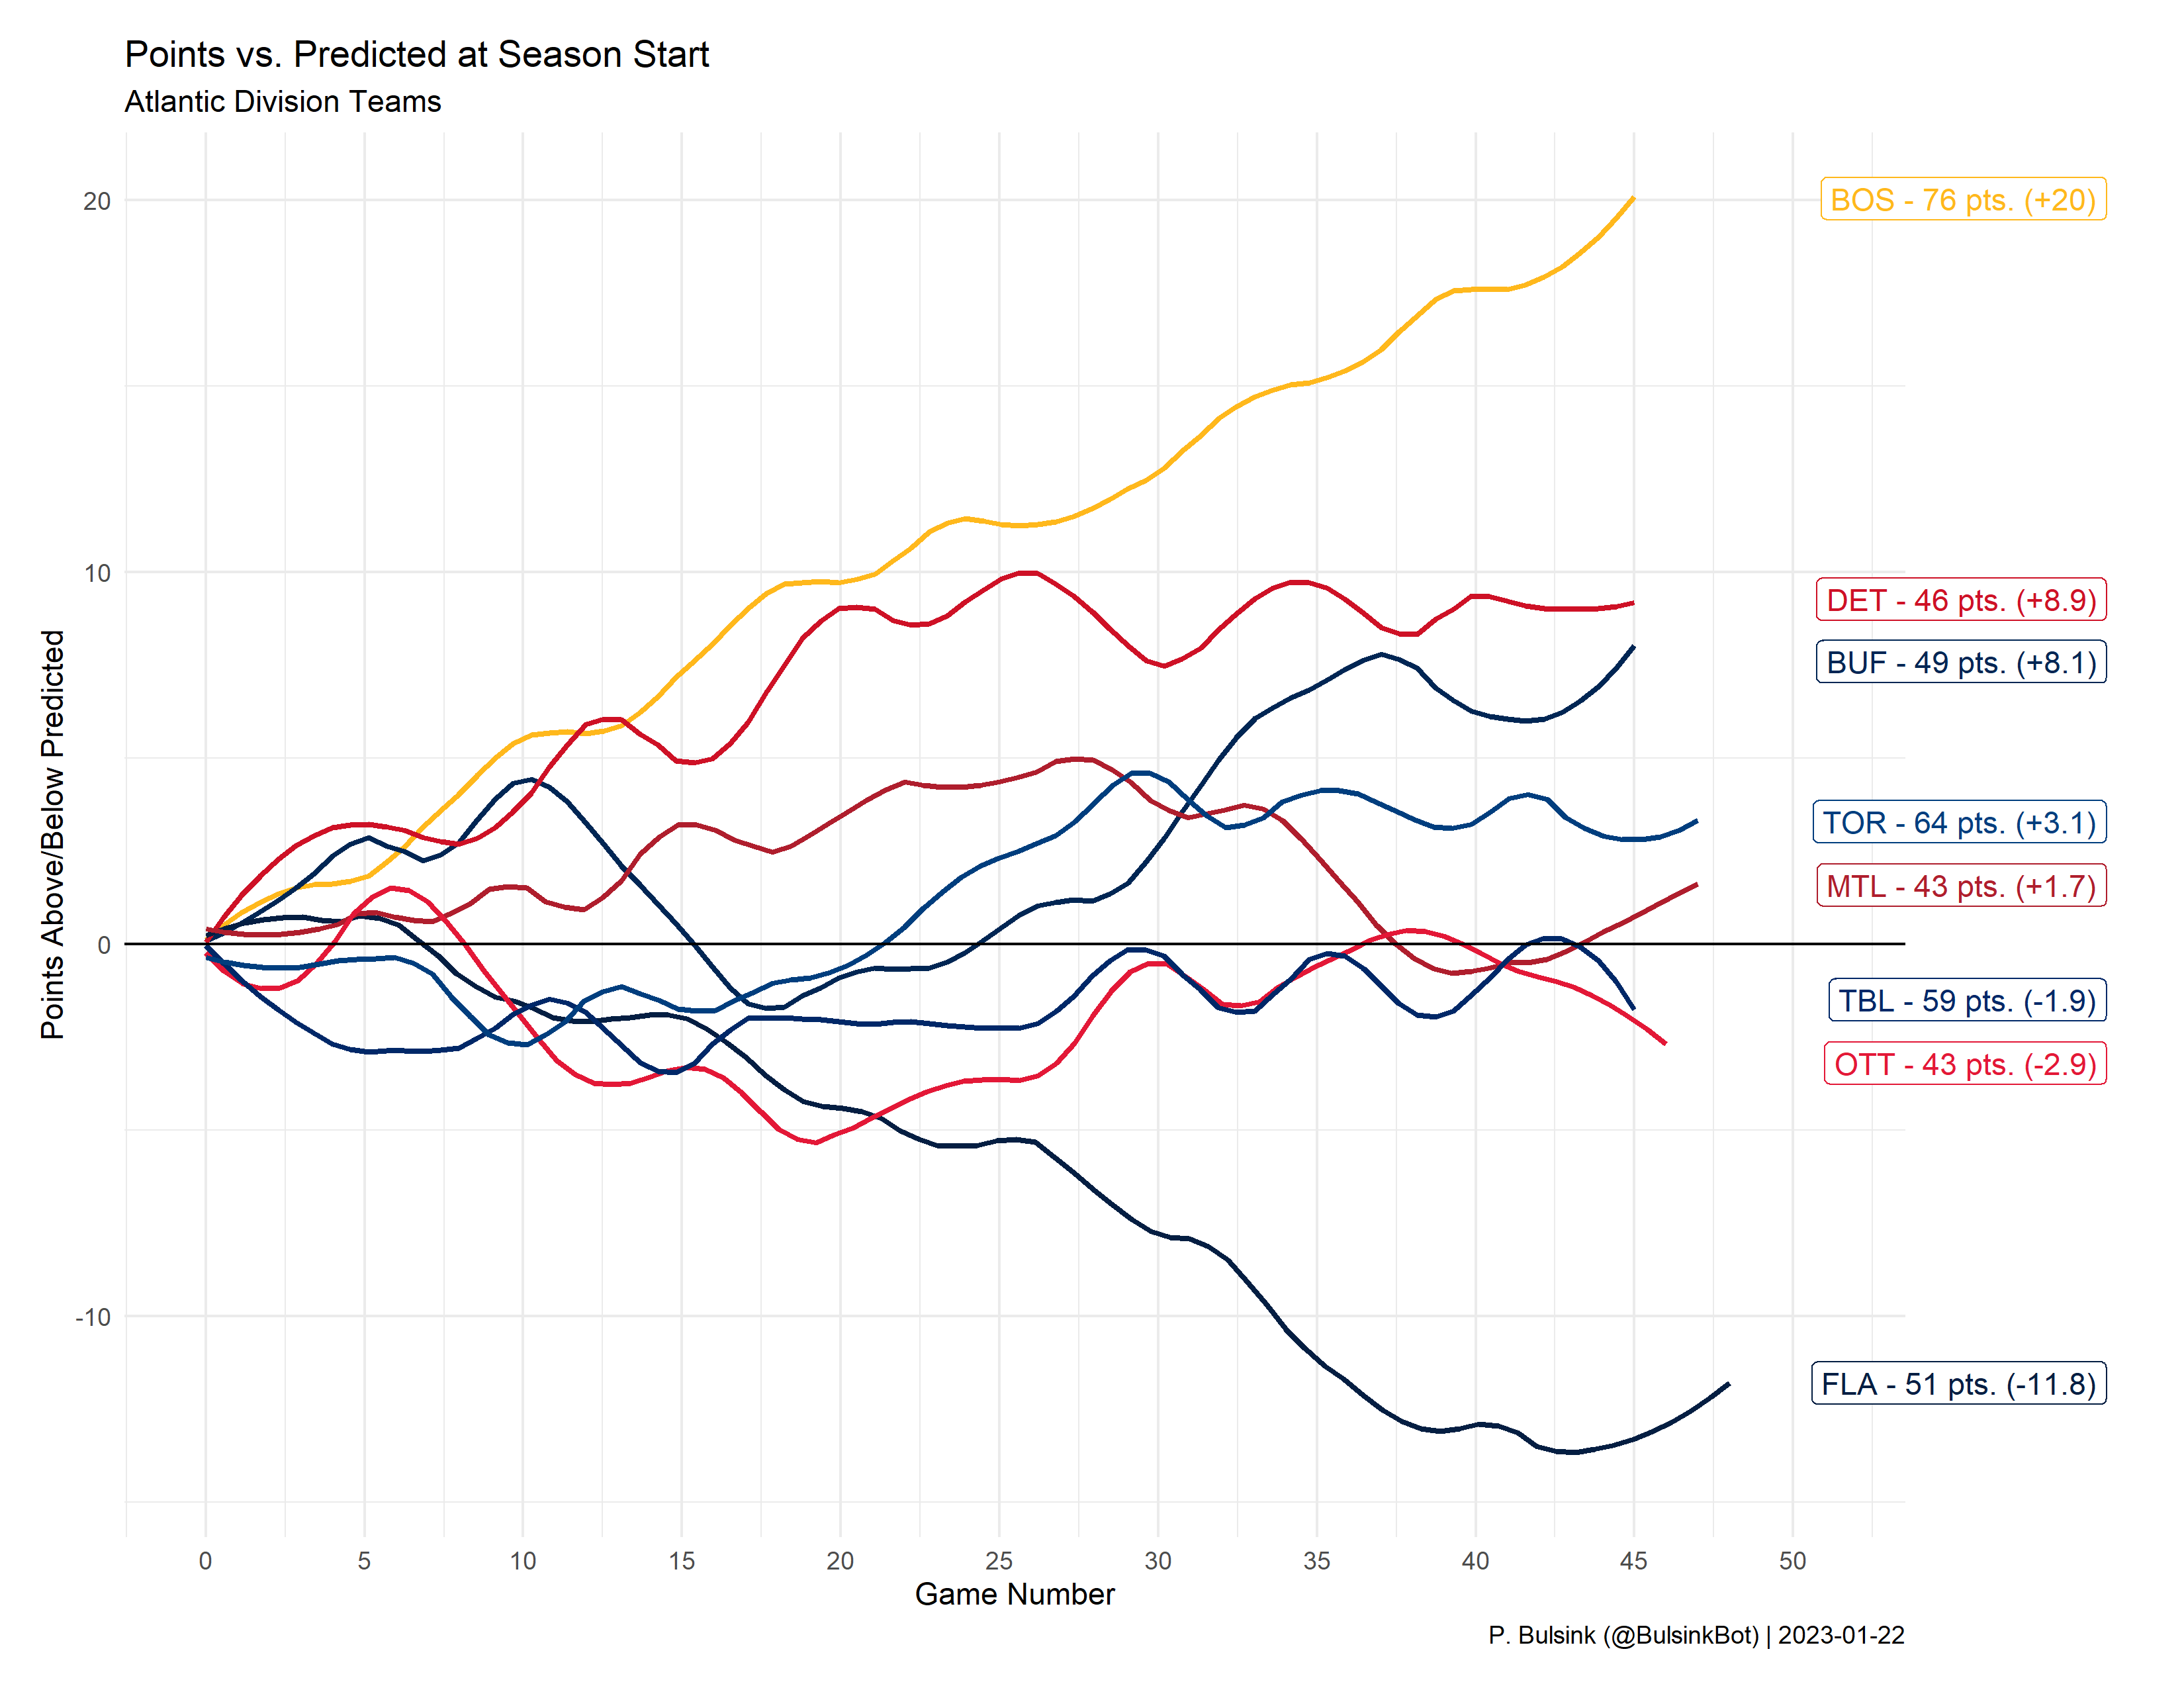 Points vs. Predicted at Season Start
Atlantic Division Teams
Points Above/Below Predicted
20
10
0
-10
BOS - 76 pts. (+20)
DET - 46 pts. (+8.9)
BUF - 49 pts. (+8.1)
TOR - 64 pts. (+3.1)
MTL - 43 pts. (+1.7)
TBL - 59 pts. (-1.9)
OTT - 43 pts. (-2.9)
FLA - 51 pts. (-11.8)
0 5 10 15 20 25 30 35 40 45 50
Game Number
P. Bulsink (@BulsinkBot) | 2023-01-22